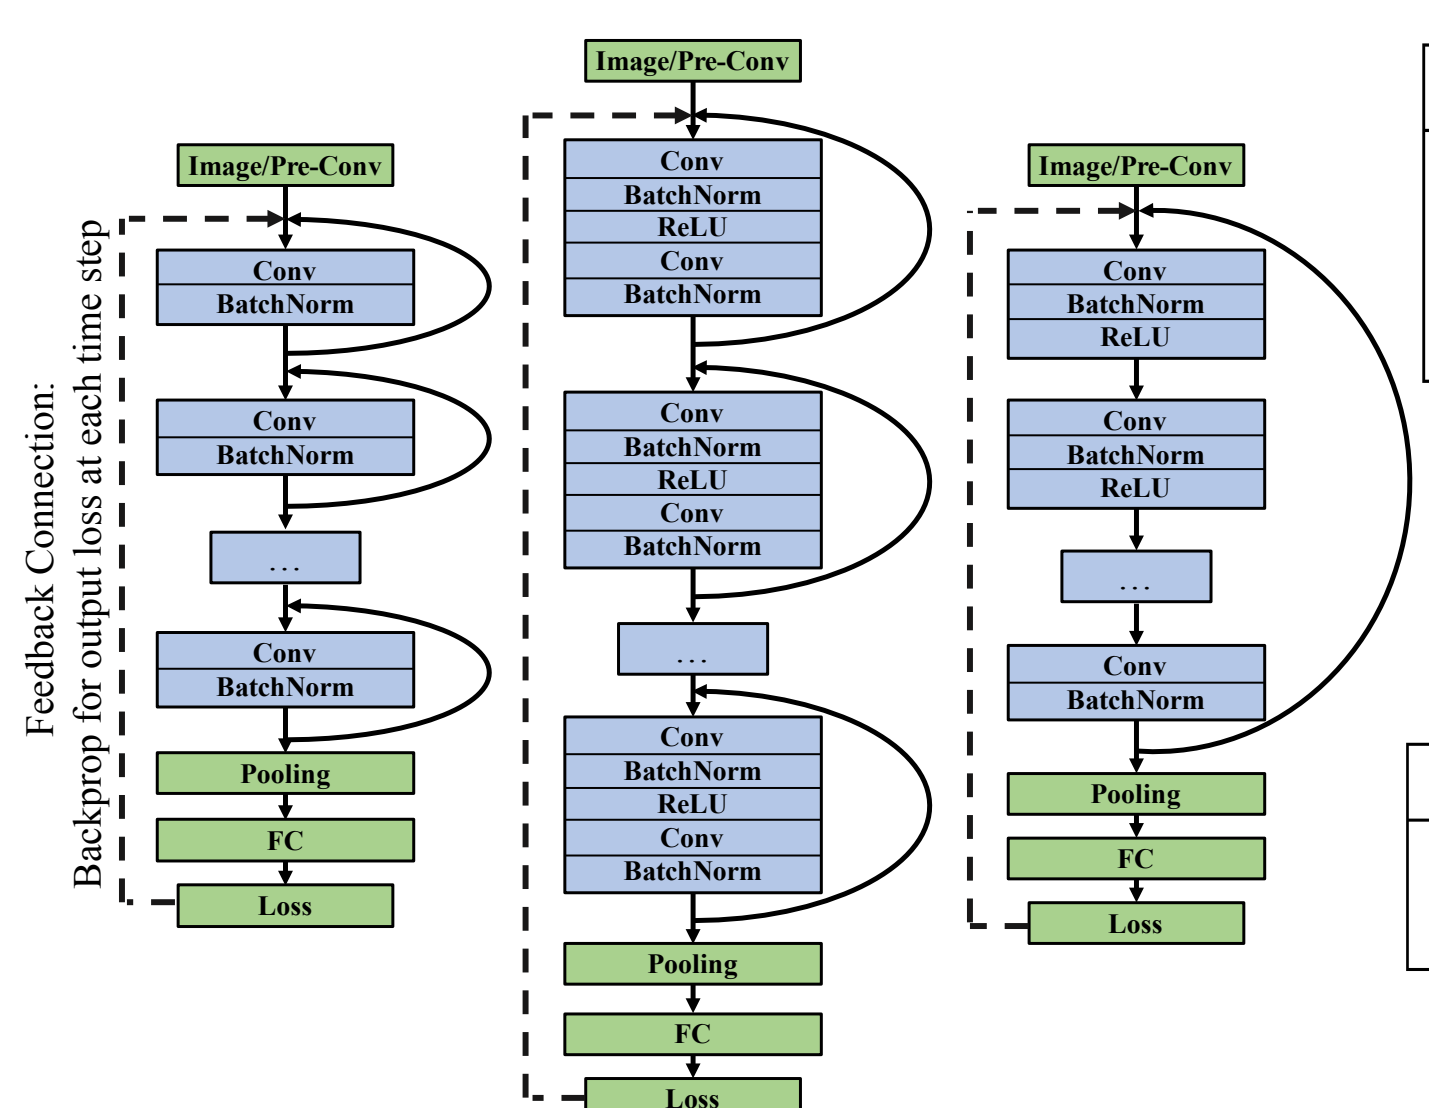 Feedback Connection:
Backprop for output loss at each time step
Image/Pre-Conv
Conv
BatchNorm
Conv
BatchNorm
...
Conv
BatchNorm
Pooling
FC
Loss
Image/Pre-Conv
Conv
BatchNorm
ReLU
Conv
BatchNorm
Conv
BatchNorm
ReLU
Conv
BatchNorm
...
Conv
BatchNorm
ReLU
Conv
BatchNorm
Pooling
FC
Loss
Image/Pre-Conv
Conv
BatchNorm
ReLU
Conv
BatchNorm
ReLU
...
Conv
BatchNorm
Pooling
FC
Loss